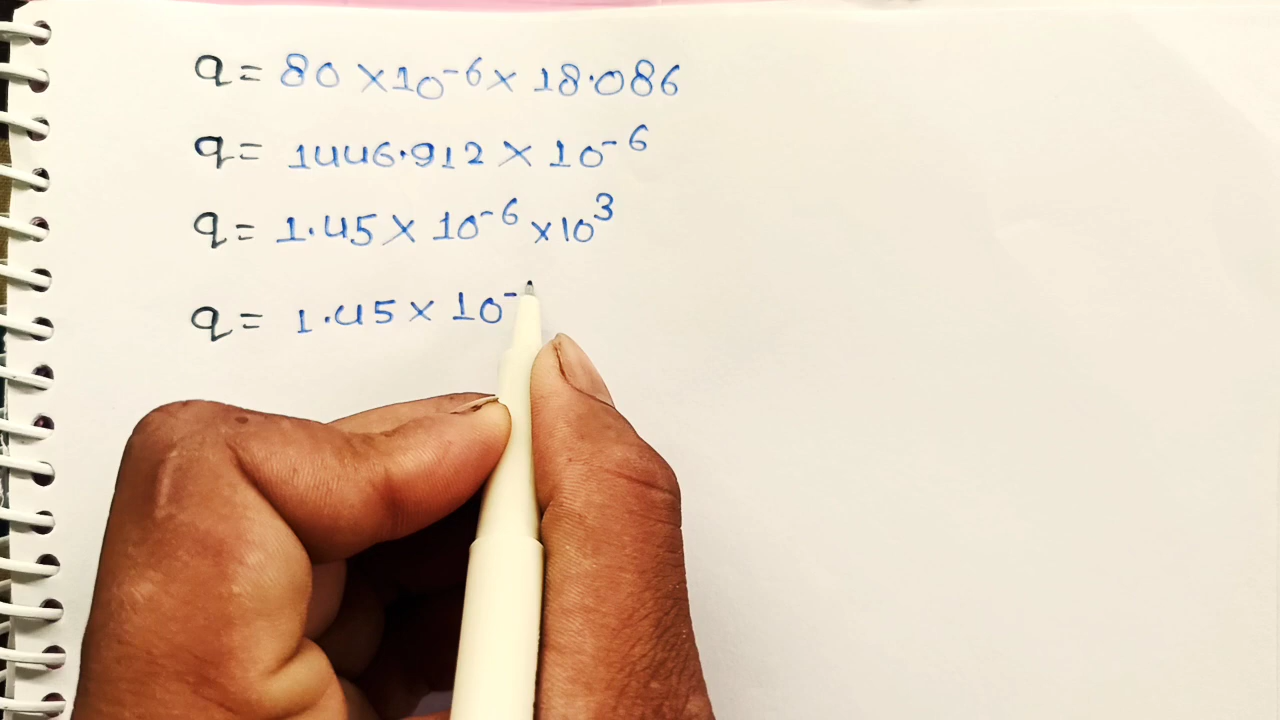 q = 80 × 10⁻⁶ × 18.086
q = 1446.912 × 10⁻⁶
q = 1.45 × 10⁻⁶ × 10³
q = 1.45 × 10⁻